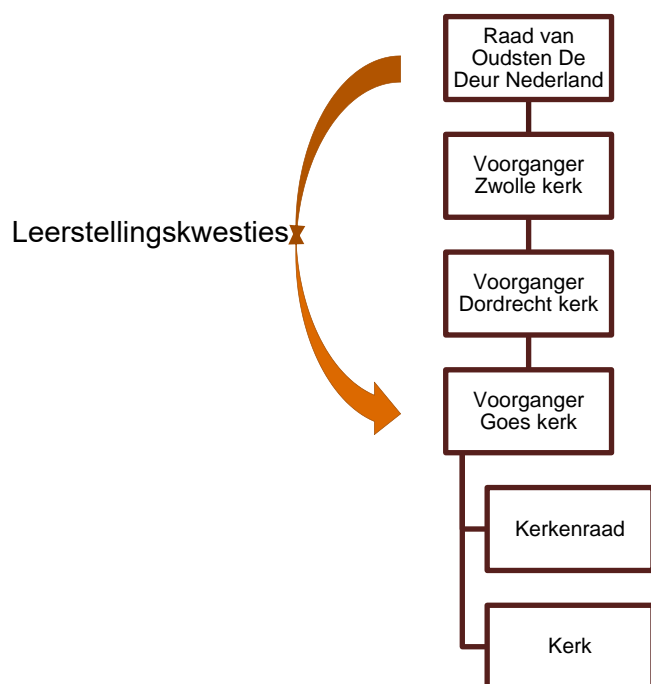 Raad van
Oudsten De
Deur Nederland
Voorganger
Zwolle kerk
Leerstellingskwesties
Voorganger
Dordrecht kerk
Voorganger
Goes kerk
Kerkenraad
Kerk